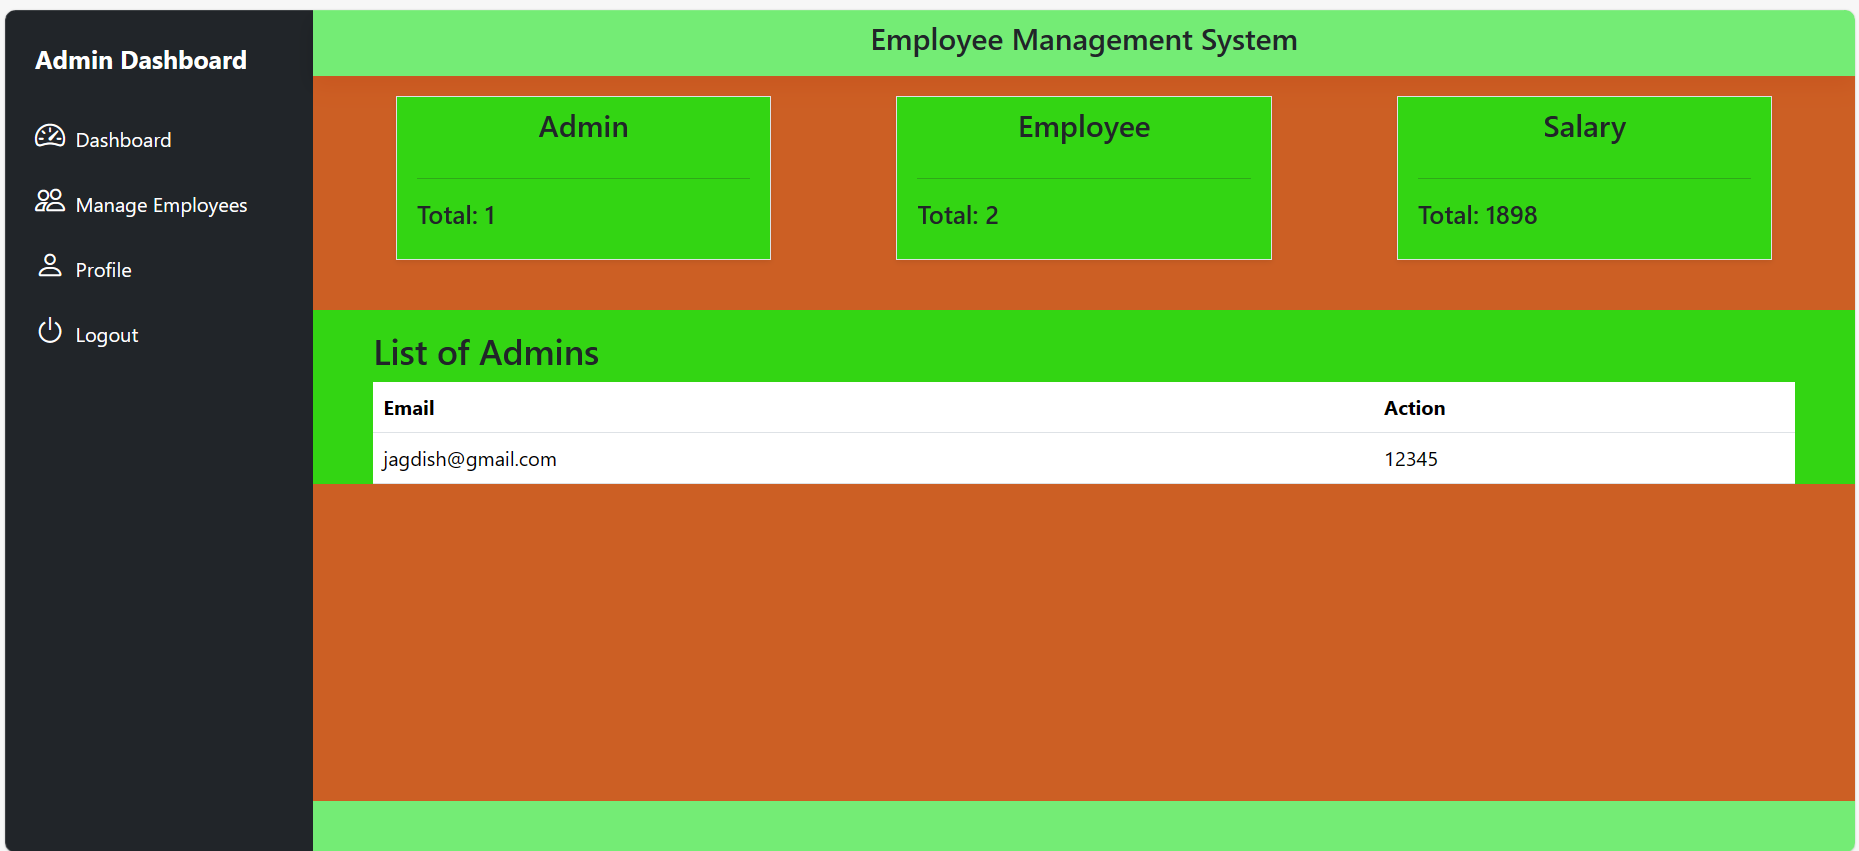 Admin Dashboard
Dashboard
Manage Employees
Profile
Logout
Employee Management System
Admin
Total: 1
Employee
Total: 2
Salary
Total: 1898
List of Admins
Email Action
jagdish@gmail.com 12345